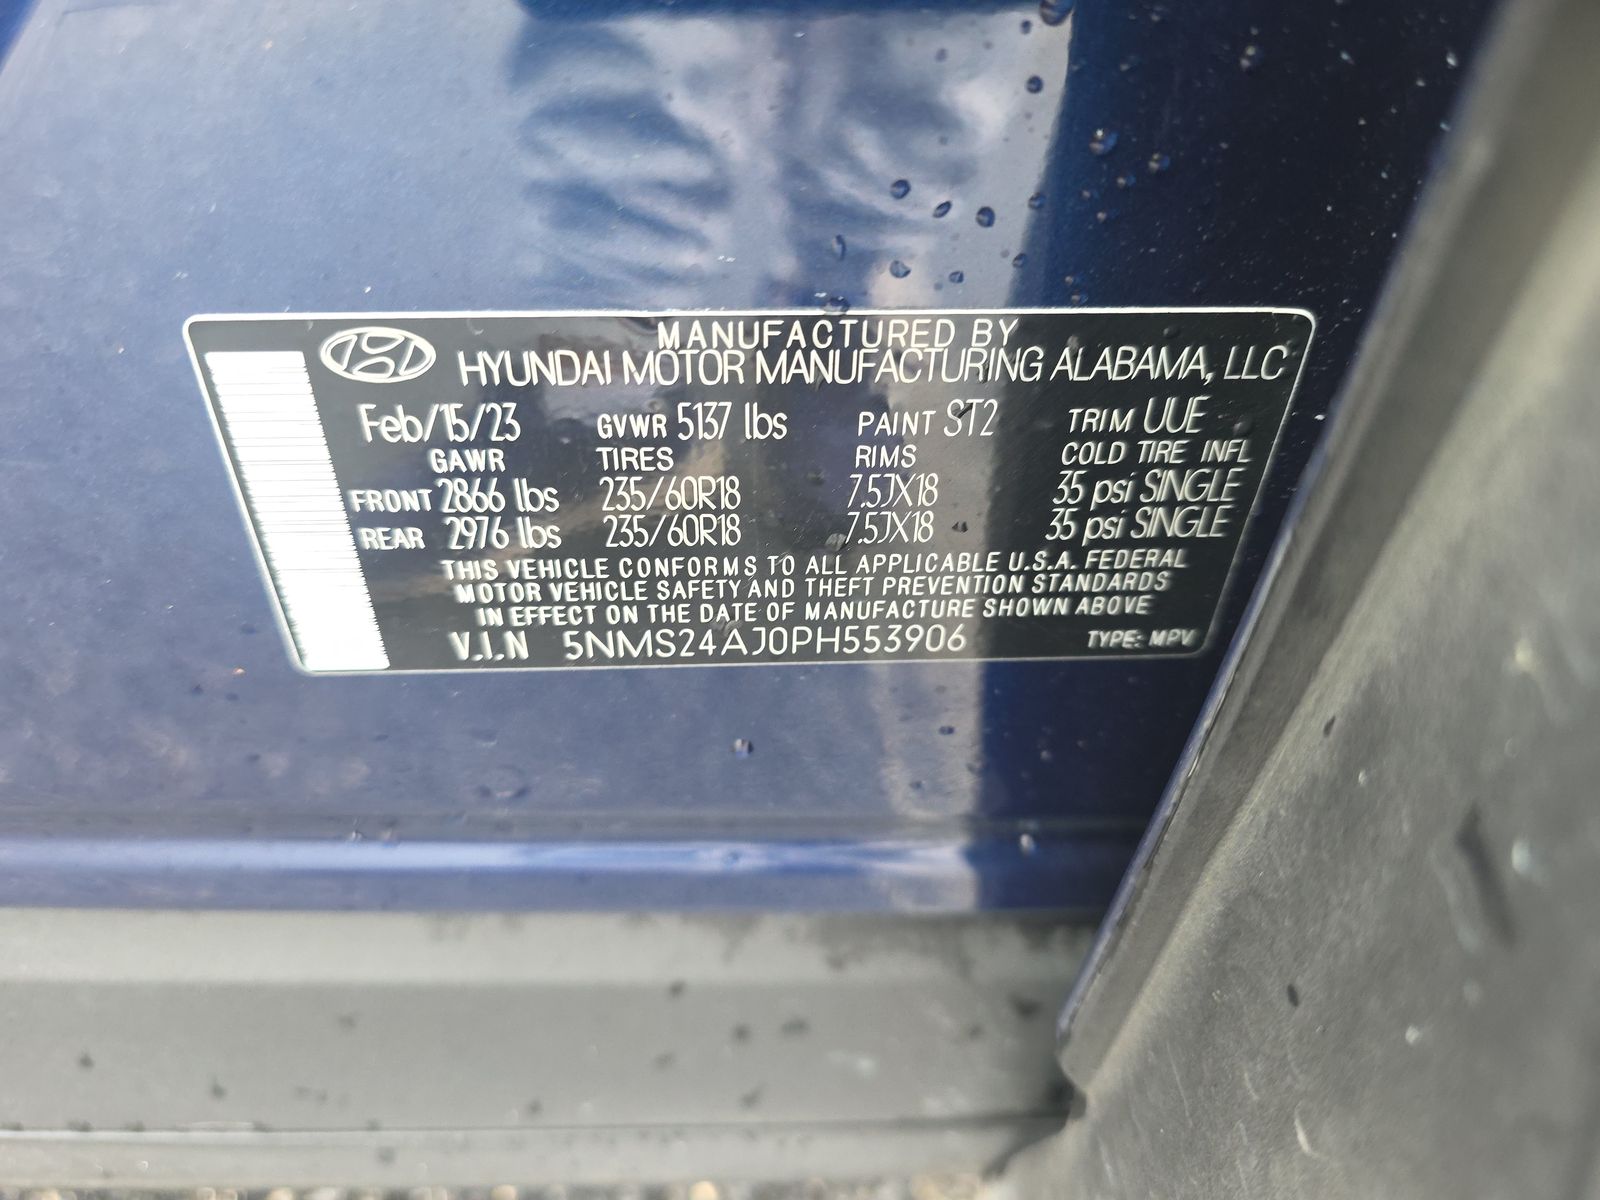 MANUFACTURED BY
HYUNDAI MOTOR MANUFACTURING ALABAMA, LLC
Feb/15/23 GVWR 5137 lbs PAINT ST2 TRIM UUE
GAWR TIRES RIMS COLD TIRE INFL
FRONT 2866 lbs 235/60R18 7.5JX18 35 psi SINGLE
REAR 2976 lbs 235/60R18 7.5JX18 35 psi SINGLE
THIS VEHICLE CONFORMS TO ALL APPLICABLE U.S.A. FEDERAL
MOTOR VEHICLE SAFETY AND THEFT PREVENTION STANDARDS
IN EFFECT ON THE DATE OF MANUFACTURE SHOWN ABOVE
V.I.N 5NMS24AJ0PH553906 TYPE: MPV